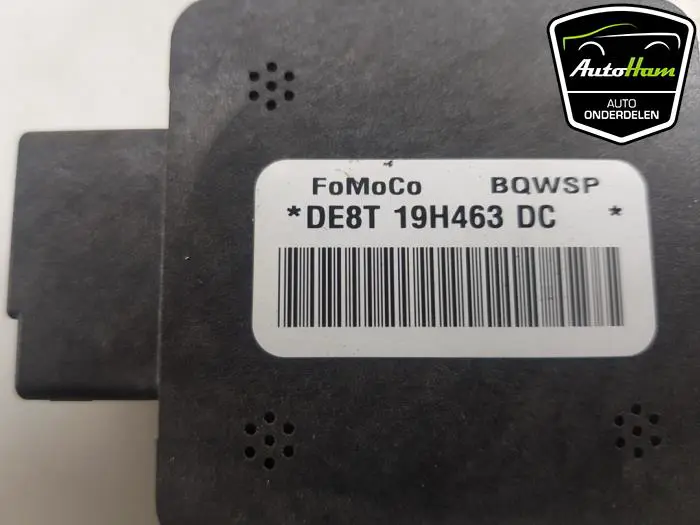 AutoHam
AUTO
ONDERDELEN
FoMoCo BQWSP
*DE8T 19H463 DC *